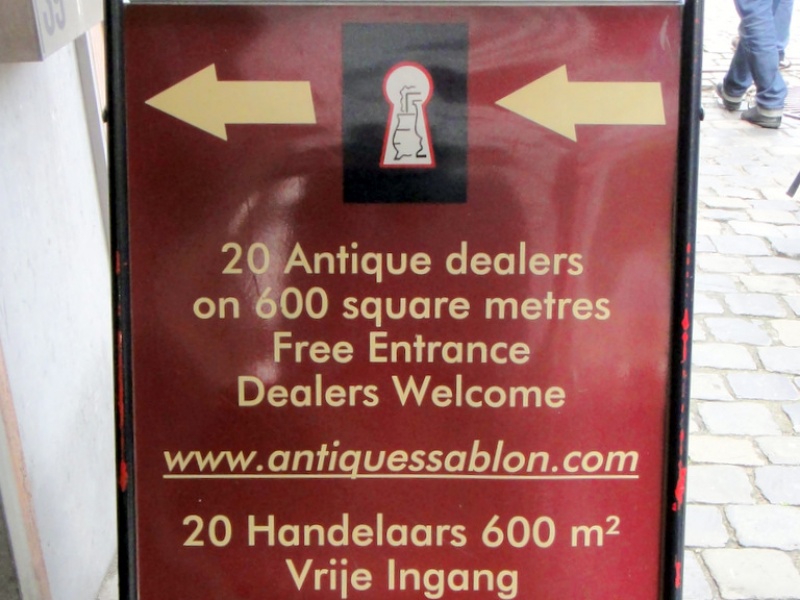 39
20 Antique dealers
on 600 square metres
Free Entrance
Dealers Welcome
www.antiquessablon.com
20 Handelaars 600 m²
Vrije Ingang